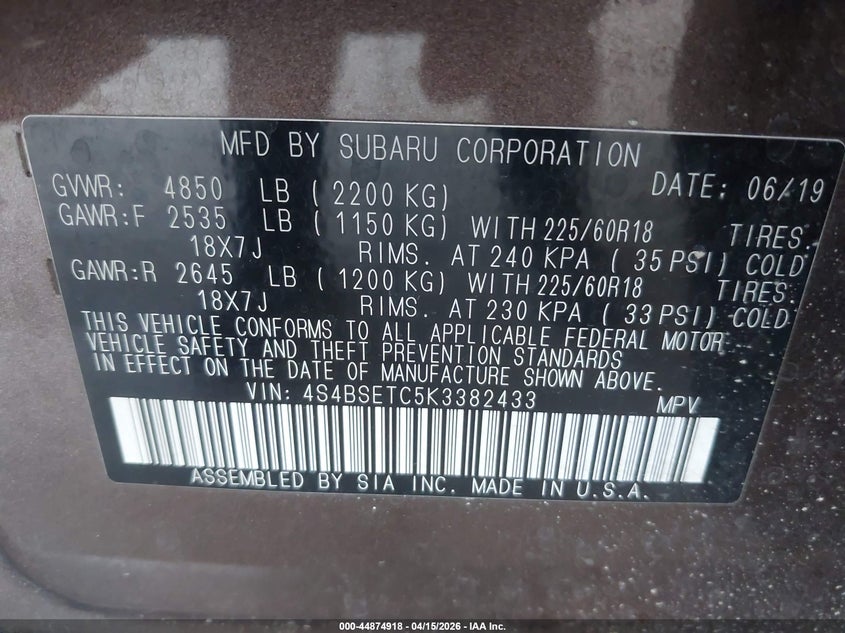 MFD BY SUBARU CORPORATION
GVWR: 4850 LB ( 2200 KG) DATE: 06/19
GAWR:F 2535 LB ( 1150 KG) WITH 225/60R18 TIRES.
18X7J RIMS. AT 240 KPA ( 35 PSI) COLD
GAWR:R 2645 LB ( 1200 KG) WITH 225/60R18 TIRES.
18X7J RIMS. AT 230 KPA ( 33 PSI) COLD
THIS VEHICLE CONFORMS TO ALL APPLICABLE FEDERAL MOTOR
VEHICLE SAFETY AND THEFT PREVENTION STANDARDS
IN EFFECT ON THE DATE OF MANUFACTURE SHOWN ABOVE.
VIN: 4S4BSETC5K3382433 MPV
ASSEMBLED BY SIA INC. MADE IN U.S.A.
000-44874918 - 04/15/2026 - IAA Inc.